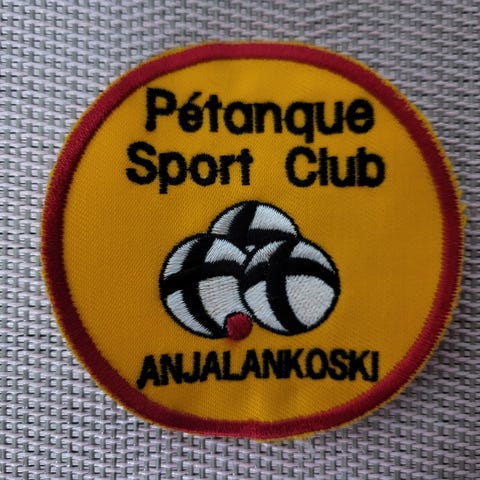 Pétanque
Sport Club
ANJALANKOSKI